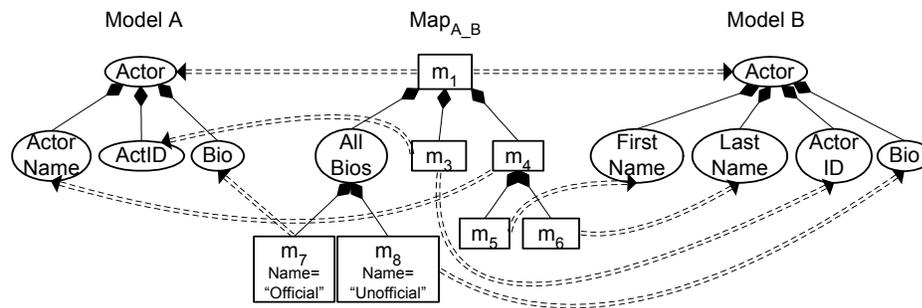 Model A
Map_A_B
Model B
Actor
m1
Actor
Actor
Name
ActID
Bio
All
Bios
m3
m4
First
Name
Last
Name
Actor
ID
Bio
m5
m6
m7
Name=
“Official”
m8
Name=
“Unofficial”